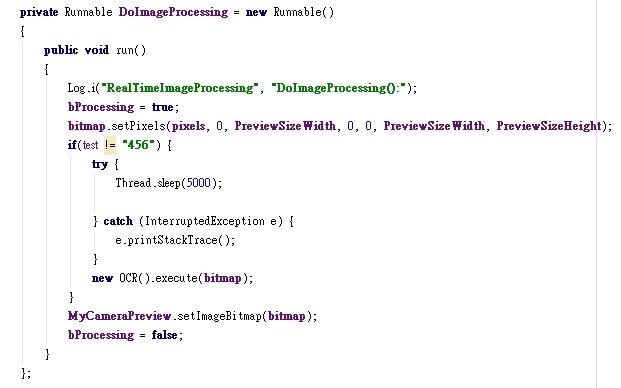 private Runnable DoImageProcessing = new Runnable()
{
public void run()
{
Log.i("RealTimeImageProcessing", "DoImageProcessing():");
bProcessing = true;
bitmap.setPixels(pixels, 0, PreviewSizeWidth, 0, 0, PreviewSizeWidth, PreviewSizeHeight);
if(test != "456") {
try {
Thread.sleep(5000);
} catch (InterruptedException e) {
e.printStackTrace();
}
new OCR().execute(bitmap);
}
MyCameraPreview.setImageBitmap(bitmap);
bProcessing = false;
}
};